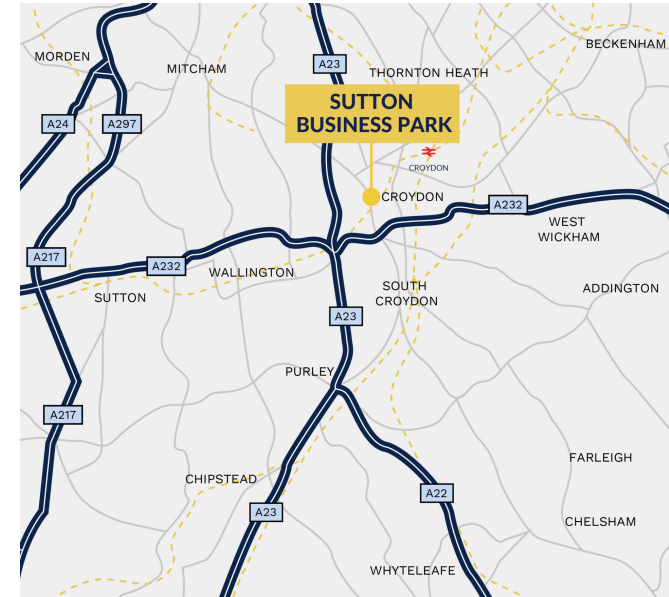 MORDEN
MITCHAM
A23
THORNTON HEATH
BECKENHAM
SUTTON
BUSINESS PARK
A24
A297
CROYDON
CROYDON
A232
WEST
WICKHAM
A217
A232
WALLINGTON
SUTTON
SOUTH
CROYDON
ADDINGTON
A23
PURLEY
A217
FARLEIGH
CHIPSTEAD
A22
A23
CHELSHAM
WHYTELEAFE